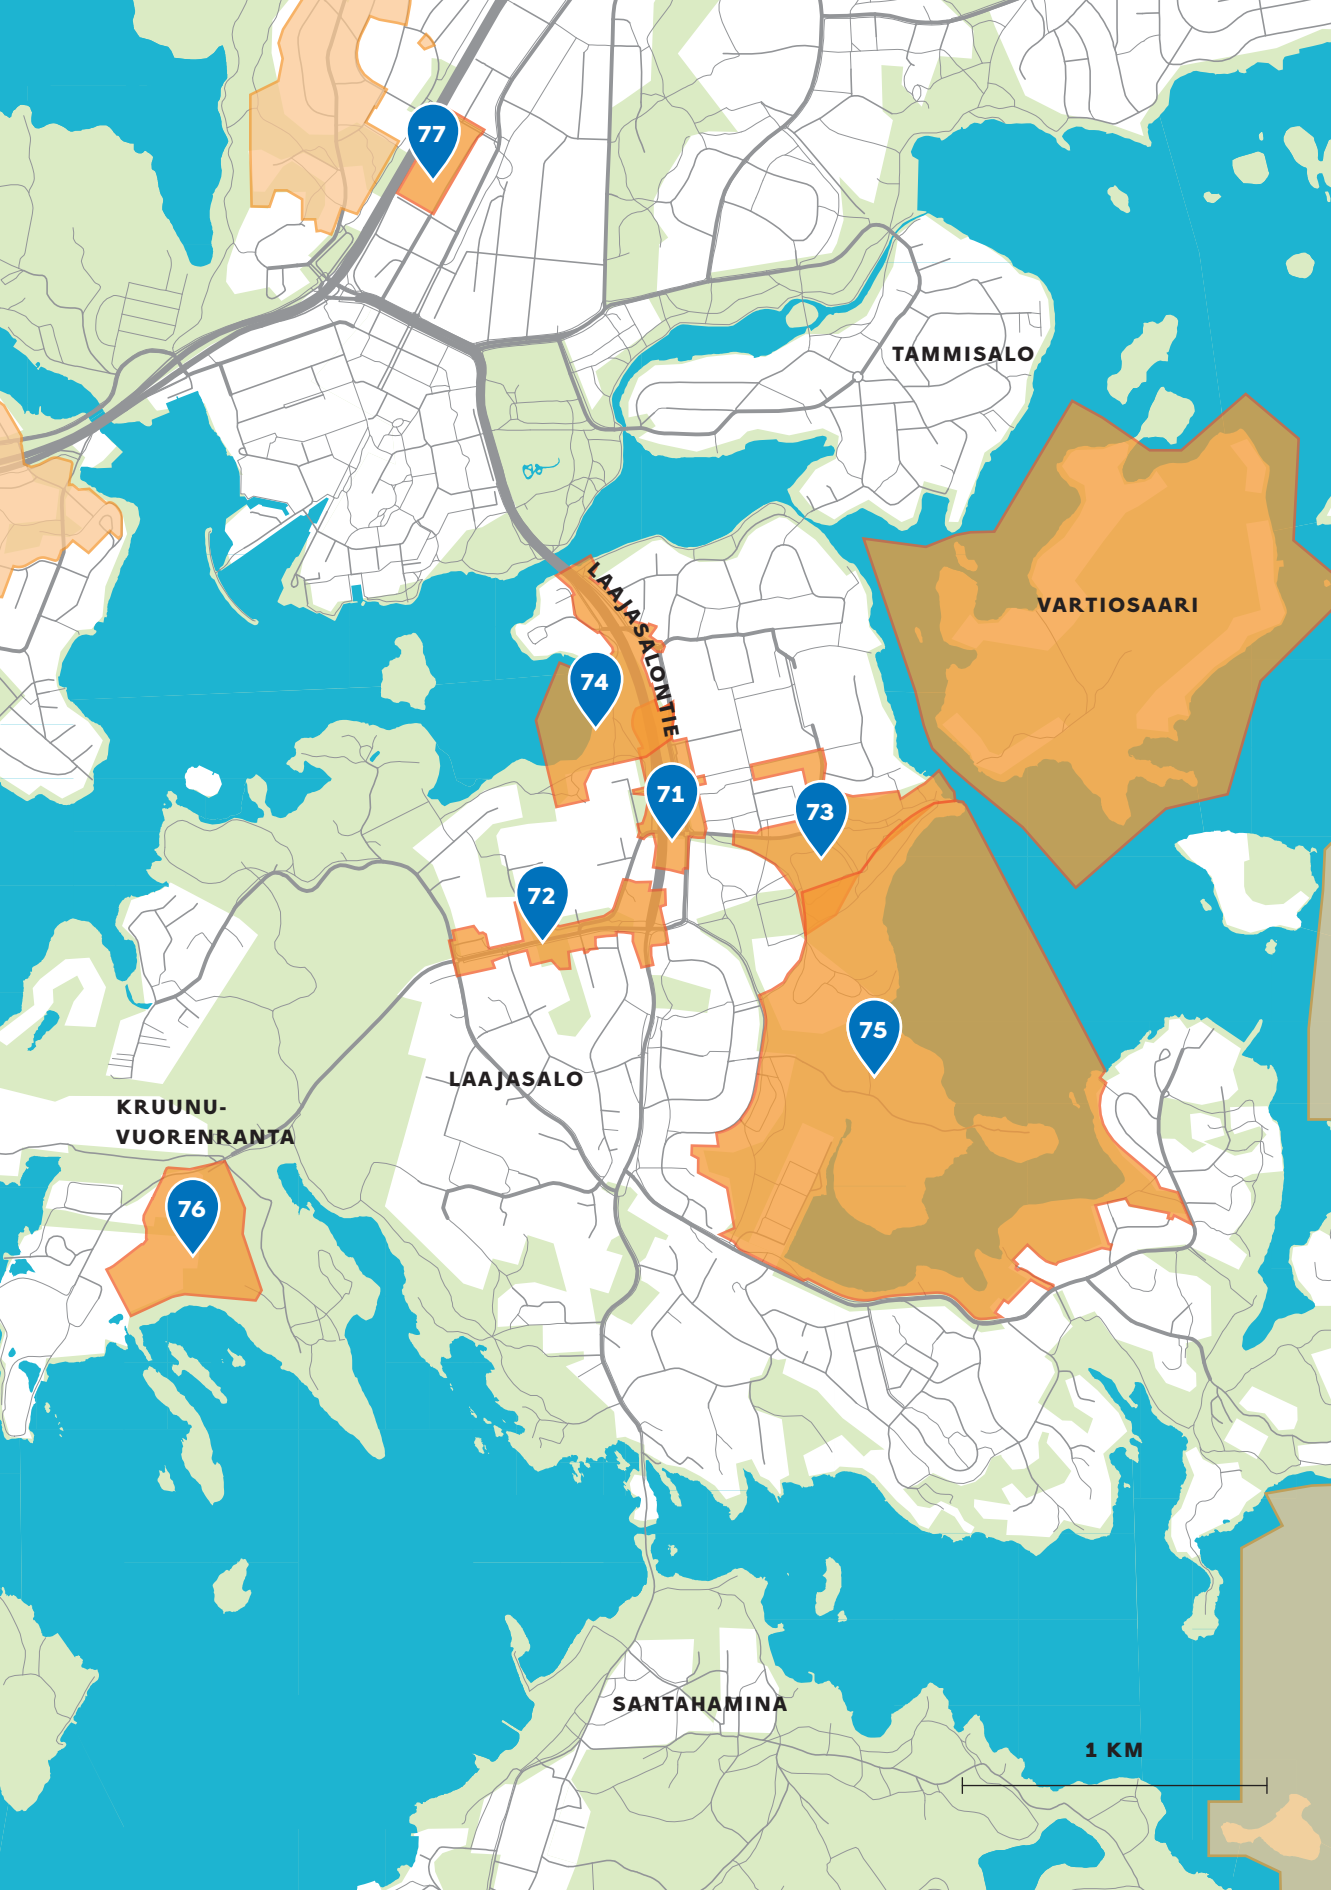 77
TAMMISALO
LAAJASALONTIE
VARTIOSAARI
74
71
73
72
75
LAAJASALO
KRUUNU-
VUORENRANTA
76
SANTAHAMINA
1 KM